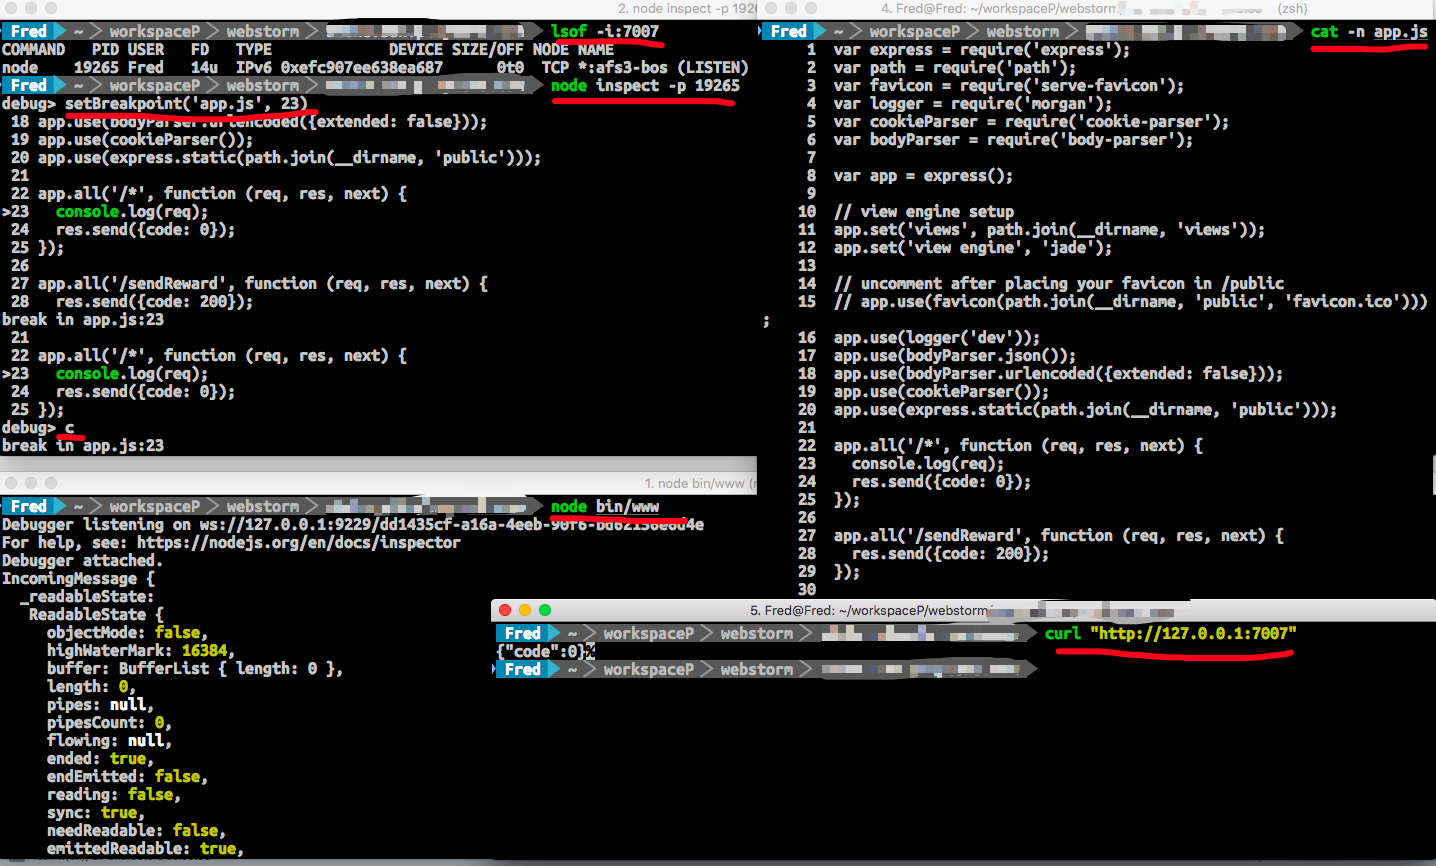 2. node inspect -p 1926
Fred ~ workspaceP webstorm lsof -i:7007
COMMAND PID USER FD TYPE DEVICE SIZE/OFF NODE NAME
node 19265 Fred 14u IPv6 0xefc907ee638ea687 0t0 TCP *:afs3-bos (LISTEN)
Fred ~ workspaceP webstorm node inspect -p 19265
debug> setBreakpoint('app.js', 23)
18 app.use(bodyParser.urlencoded({extended: false}));
19 app.use(cookieParser());
20 app.use(express.static(path.join(__dirname, 'public')));
21
22 app.all('/*', function (req, res, next) {
>23 console.log(req);
24 res.send({code: 0});
25 });
26
27 app.all('/sendReward', function (req, res, next) {
28 res.send({code: 200});
break in app.js:23
21
22 app.all('/*', function (req, res, next) {
>23 console.log(req);
24 res.send({code: 0});
25 });
debug> c
break in app.js:23
1. node bin/www (n
Fred ~ workspaceP webstorm node bin/www
Debugger listening on ws://127.0.0.1:9229/dd1435cf-a16a-4eeb-
For help, see: https://nodejs.org/en/docs/inspector
Debugger attached.
IncomingMessage {
_readableState:
ReadableState {
objectMode: false,
highWaterMark: 16384,
buffer: BufferList { length: 0 },
length: 0,
pipes: null,
pipesCount: 0,
flowing: null,
ended: true,
endEmitted: false,
reading: false,
sync: true,
needReadable: false,
emittedReadable: true,
4. Fred@Fred: ~/workspaceP/webstorm (zsh)
Fred ~ workspaceP webstorm cat -n app.js
1 var express = require('express');
2 var path = require('path');
3 var favicon = require('serve-favicon');
4 var logger = require('morgan');
5 var cookieParser = require('cookie-parser');
6 var bodyParser = require('body-parser');
7
8 var app = express();
9
10 // view engine setup
11 app.set('views', path.join(__dirname, 'views'));
12 app.set('view engine', 'jade');
13
14 // uncomment after placing your favicon in /public
15 // app.use(favicon(path.join(__dirname, 'public', 'favicon.ico')))
;
16 app.use(logger('dev'));
17 app.use(bodyParser.json());
18 app.use(bodyParser.urlencoded({extended: false}));
19 app.use(cookieParser());
20 app.use(express.static(path.join(__dirname, 'public')));
21
22 app.all('/*', function (req, res, next) {
23 console.log(req);
24 res.send({code: 0});
25 });
26
27 app.all('/sendReward', function (req, res, next) {
28 res.send({code: 200});
29 });
30
5. Fred@Fred: ~/workspaceP/webstorm
Fred ~ workspaceP webstorm curl "http://127.0.0.1:7007"
{"code":0}%
Fred ~ workspaceP webstorm